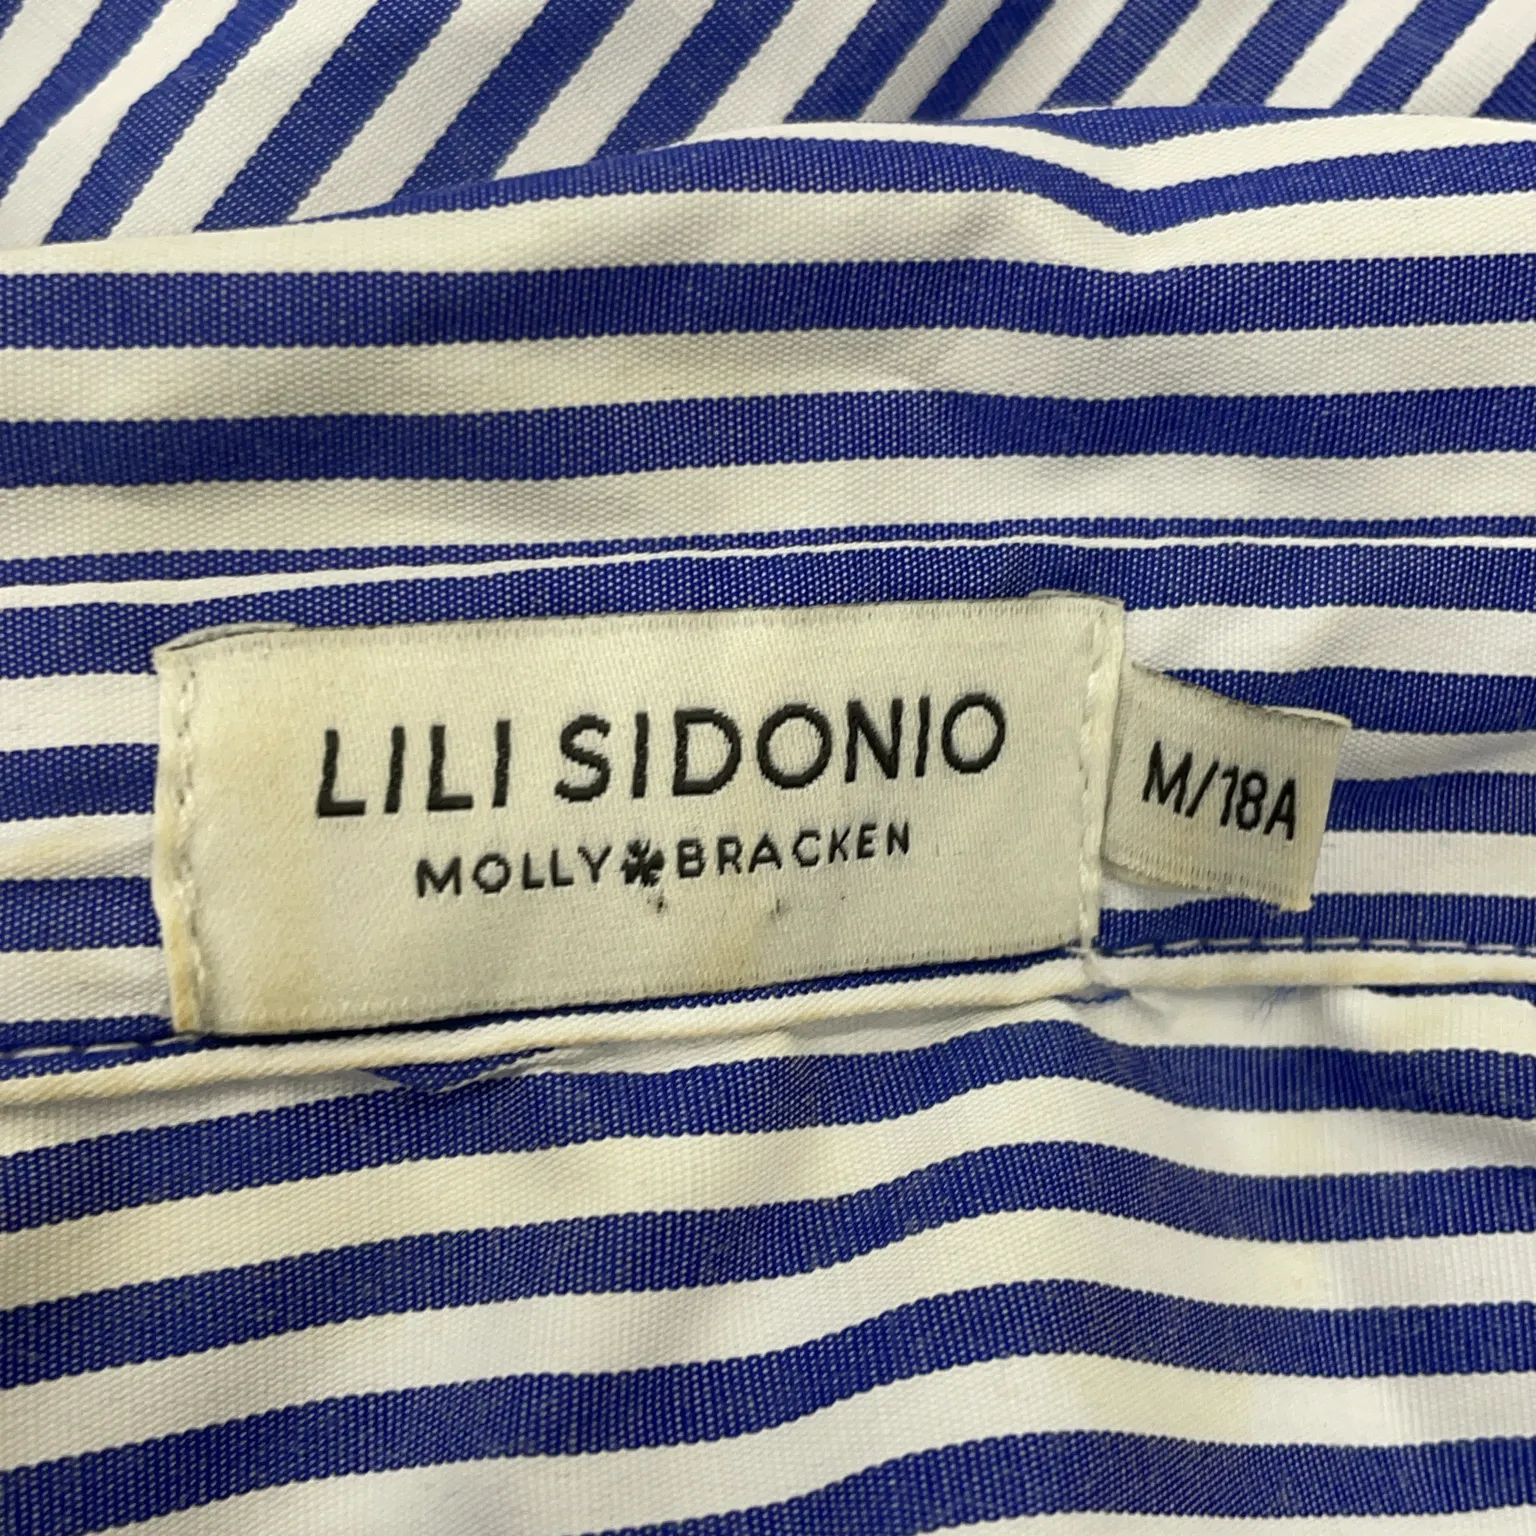 LILI SIDONIO
MOLLY BRACKEN
M/18A